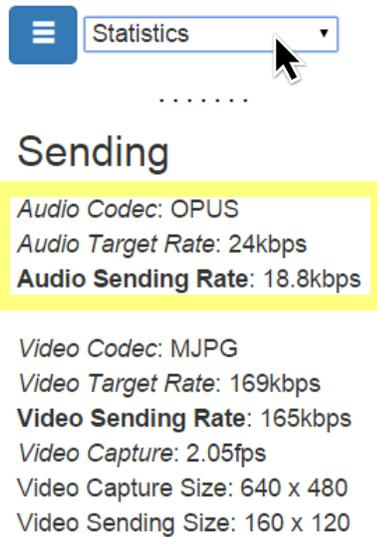 Statistics
.......
Sending
Audio Codec: OPUS
Audio Target Rate: 24kbps
Audio Sending Rate: 18.8kbps
Video Codec: MJPG
Video Target Rate: 169kbps
Video Sending Rate: 165kbps
Video Capture: 2.05fps
Video Capture Size: 640 x 480
Video Sending Size: 160 x 120